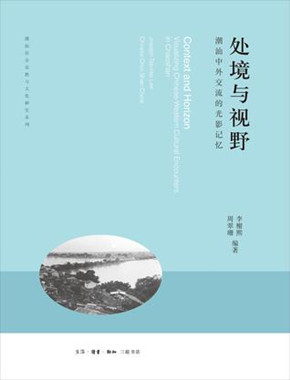 处境与视野
潮汕中外交流的光影记忆
Context and Horizon
Visualizing Chinese-Western Cultural Encounters
in Chaoshan
李榭熙
周翠珊
编著
生活·讀書·新知 三联书店